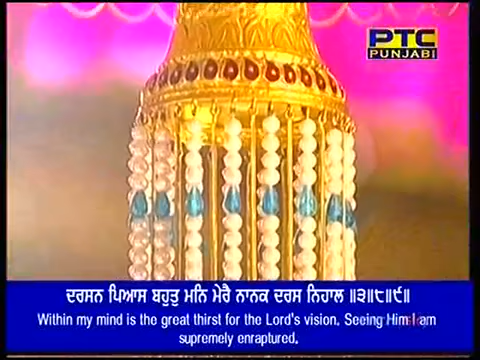 PTC
PUNJABI
ਦਰਸਨ ਪਿਆਸ ਬਹੁਤੁ ਮਨਿ ਮੇਰੈ ਨਾਨਕ ਦਰਸ ਨਿਹਾਲ ॥੩॥੮॥੯॥
Within my mind is the great thirst for the Lord's vision. Seeing Him I am
supremely enraptured.